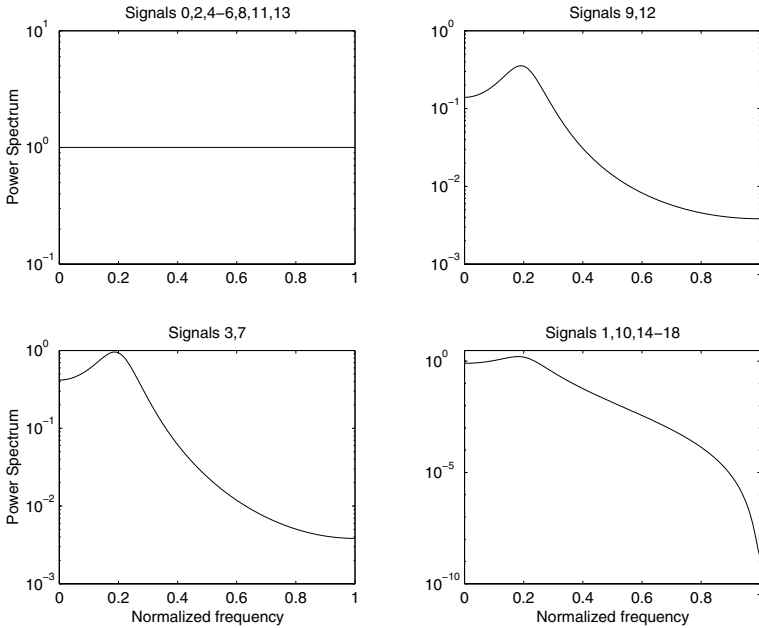 Signals 0,2,4−6,8,11,13
Power Spectrum
10^1
10^0
10^−1
0 0.2 0.4 0.6 0.8 1
Signals 9,12
10^0
10^−1
10^−2
10^−3
0 0.2 0.4 0.6 0.8 1
Signals 3,7
Power Spectrum
10^0
10^−1
10^−2
10^−3
0 0.2 0.4 0.6 0.8 1
Normalized frequency
Signals 1,10,14−18
10^0
10^−5
10^−10
0 0.2 0.4 0.6 0.8 1
Normalized frequency